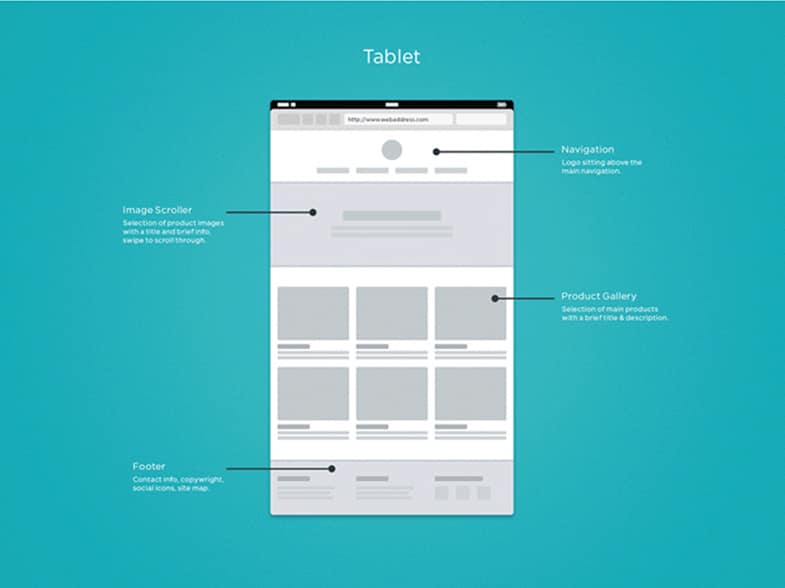 Tablet
http://www.webaddress.com
Navigation
Logo sitting above the
main navigation.
Image Scroller
Selection of product images
with a title and brief info,
swipe to scroll through.
Product Gallery
Selection of main products
with a brief title & description.
Footer
Contact info, copywright,
social icons, site map.